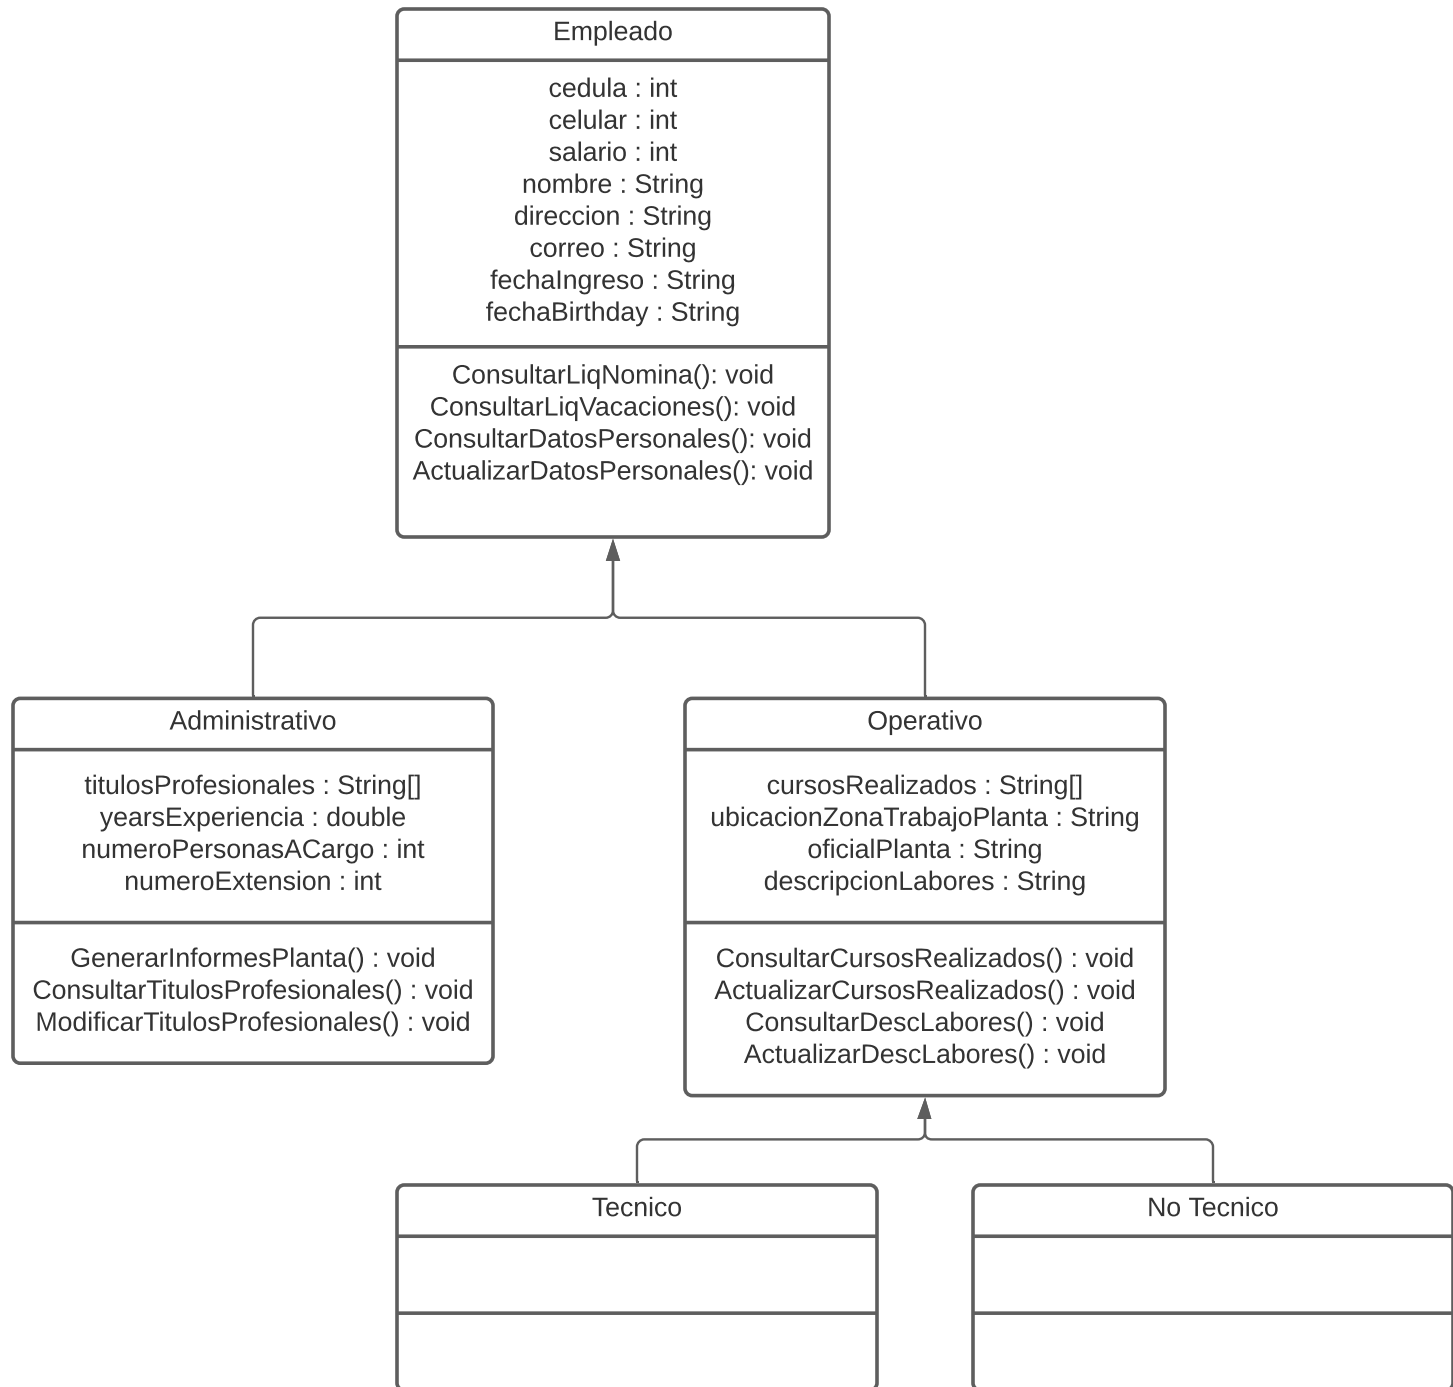 Empleado
cedula : int
celular : int
salario : int
nombre : String
direccion : String
correo : String
fechaIngreso : String
fechaBirthday : String
ConsultarLiqNomina(): void
ConsultarLiqVacaciones(): void
ConsultarDatosPersonales(): void
ActualizarDatosPersonales(): void
Administrativo
titulosProfesionales : String[]
yearsExperiencia : double
numeroPersonasACargo : int
numeroExtension : int
GenerarInformesPlanta() : void
ConsultarTitulosProfesionales() : void
ModificarTitulosProfesionales() : void
Operativo
cursosRealizados : String[]
ubicacionZonaTrabajoPlanta : String
oficialPlanta : String
descripcionLabores : String
ConsultarCursosRealizados() : void
ActualizarCursosRealizados() : void
ConsultarDescLabores() : void
ActualizarDescLabores() : void
Tecnico
No Tecnico